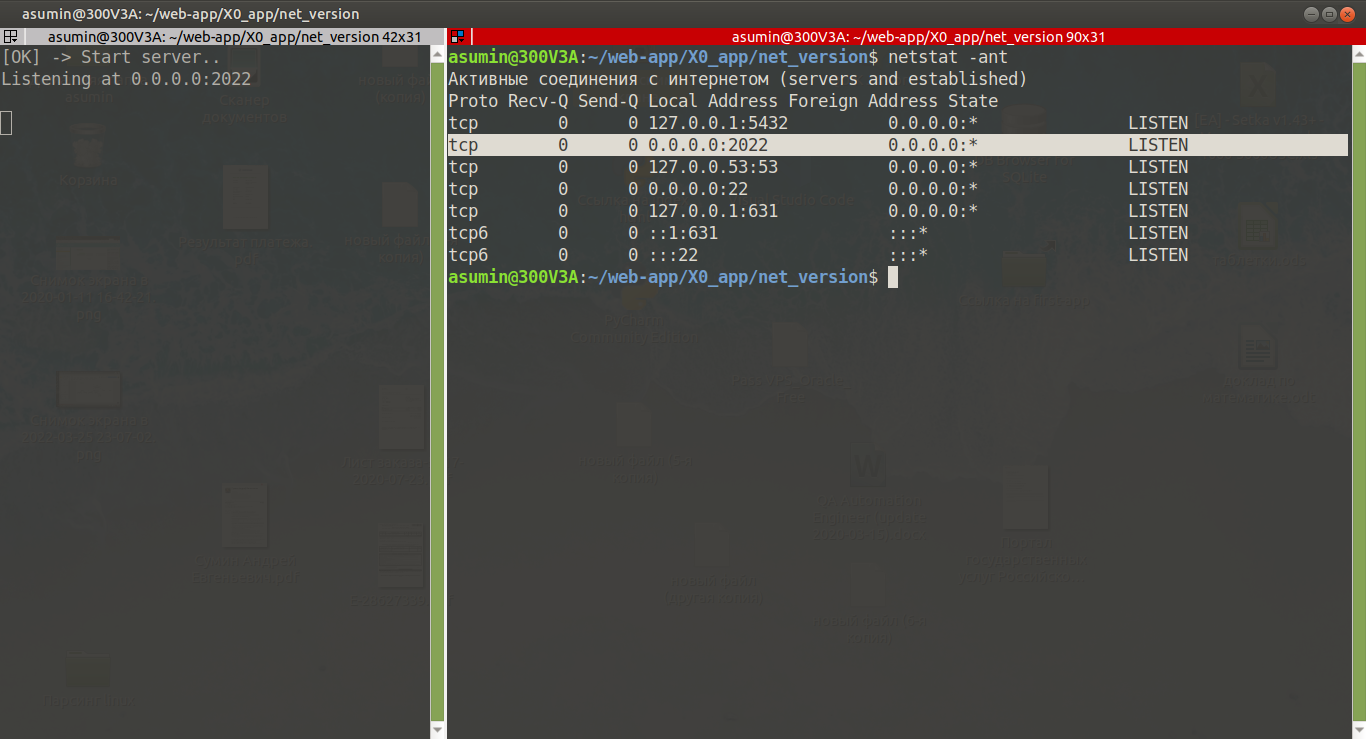 asumin@300V3A: ~/web-app/X0_app/net_version
asumin@300V3A: ~/web-app/X0_app/net_version 42x31
[OK] -> Start server..
Listening at 0.0.0.0:2022
asumin@300V3A: ~/web-app/X0_app/net_version 90x31
asumin@300V3A:~/web-app/X0_app/net_version$ netstat -ant
Активные соединения с интернетом (servers and established)
Proto Recv-Q Send-Q Local Address Foreign Address State
tcp 0 0 127.0.0.1:5432 0.0.0.0:* LISTEN
tcp 0 0 0.0.0.0:2022 0.0.0.0:* LISTEN
tcp 0 0 127.0.0.53:53 0.0.0.0:* LISTEN
tcp 0 0 0.0.0.0:22 0.0.0.0:* LISTEN
tcp 0 0 127.0.0.1:631 0.0.0.0:* LISTEN
tcp6 0 0 ::1:631 :::* LISTEN
tcp6 0 0 :::22 :::* LISTEN
asumin@300V3A:~/web-app/X0_app/net_version$
asumin
Сканер
документов
Корзина